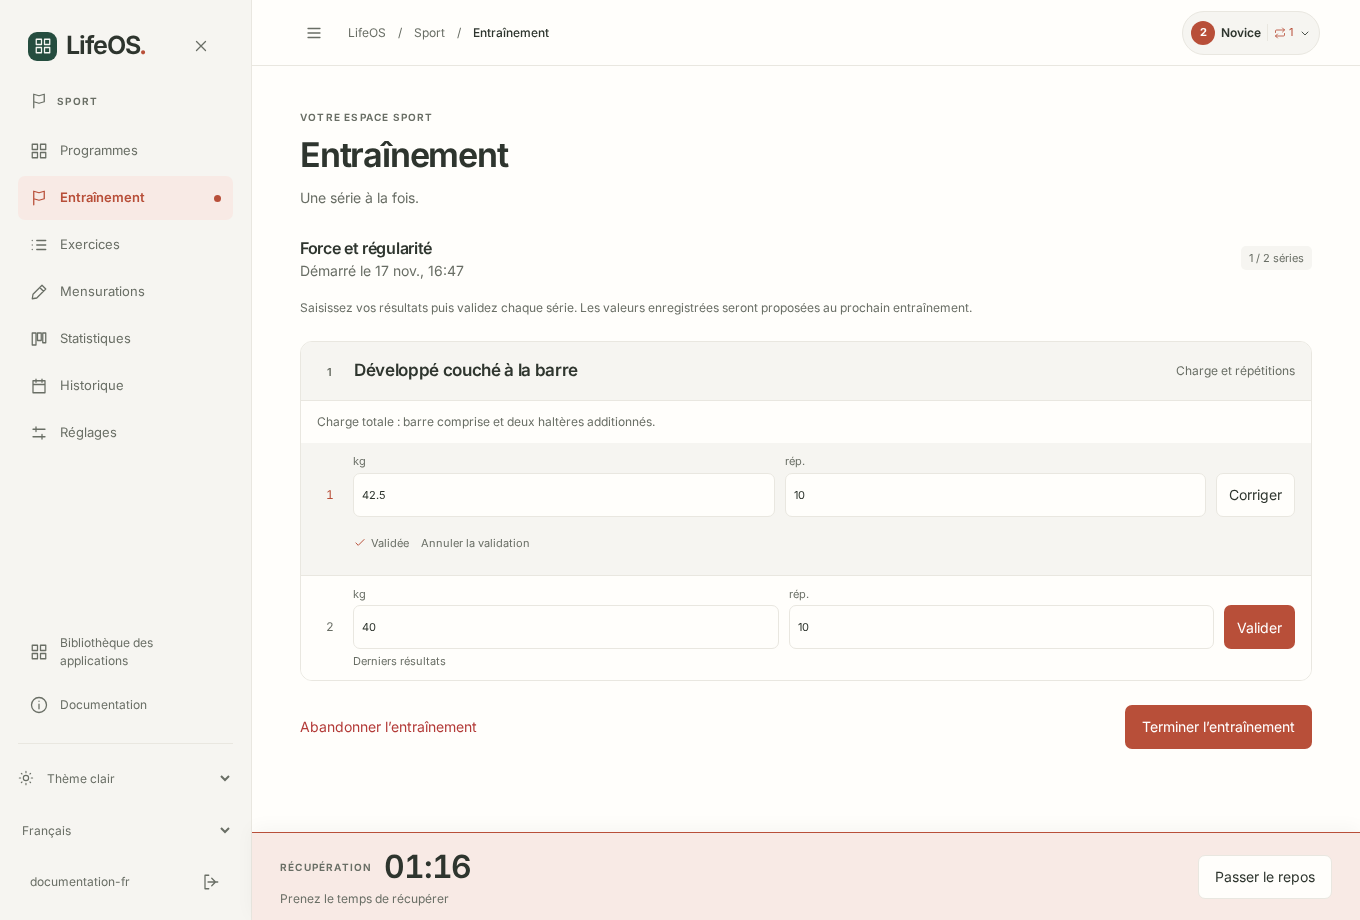 LifeOS.
SPORT
Programmes
Entraînement
Exercices
Mensurations
Statistiques
Historique
Réglages
Bibliothèque des
applications
Documentation
Thème clair
Français
documentation-fr
LifeOS / Sport / Entraînement
2 Novice 1
VOTRE ESPACE SPORT
Entraînement
Une série à la fois.
Force et régularité
Démarré le 17 nov., 16:47
1 / 2 séries
Saisissez vos résultats puis validez chaque série. Les valeurs enregistrées seront proposées au prochain entraînement.
1 Développé couché à la barre Charge et répétitions
Charge totale : barre comprise et deux haltères additionnés.
kg rép.
1 42.5 10 Corriger
Validée Annuler la validation
kg rép.
2 40 10 Valider
Derniers résultats
Abandonner l’entraînement Terminer l’entraînement
RÉCUPÉRATION 01:16
Prenez le temps de récupérer
Passer le repos